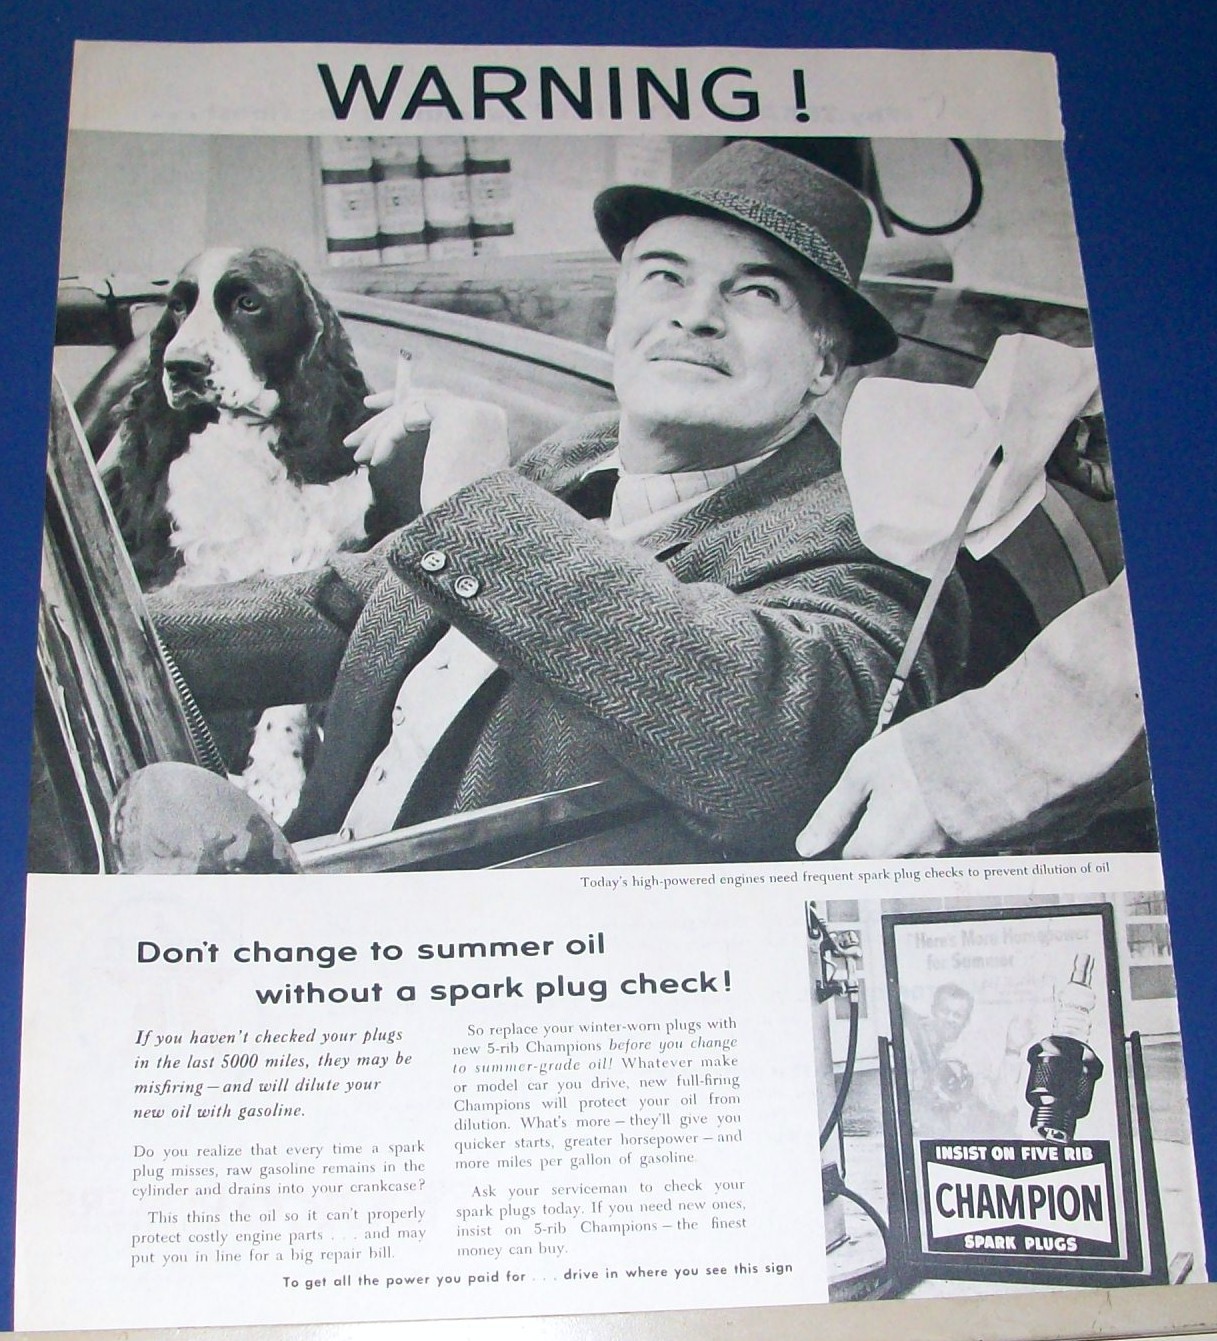 WARNING!
Today's high-powered engines need frequent spark plug checks to prevent dilution of oil
Don't change to summer oil
without a spark plug check!
If you haven't checked your plugs
in the last 5000 miles, they may be
misfiring—and will dilute your
new oil with gasoline.
Do you realize that every time a spark
plug misses, raw gasoline remains in the
cylinder and drains into your crankcase?
This thins the oil so it can't properly
protect costly engine parts . . . and may
put you in line for a big repair bill.
So replace your winter-worn plugs with
new 5-rib Champions before you change
to summer-grade oil! Whatever make
or model car you drive, new full-firing
Champions will protect your oil from
dilution. What's more—they'll give you
quicker starts, greater horsepower—and
more miles per gallon of gasoline.
Ask your serviceman to check your
spark plugs today. If you need new ones,
insist on 5-rib Champions—the finest
money can buy.
To get all the power you paid for . . . drive in where you see this sign
Here's More Horsepower
for Summer
INSIST ON FIVE RIB
CHAMPION
SPARK PLUGS